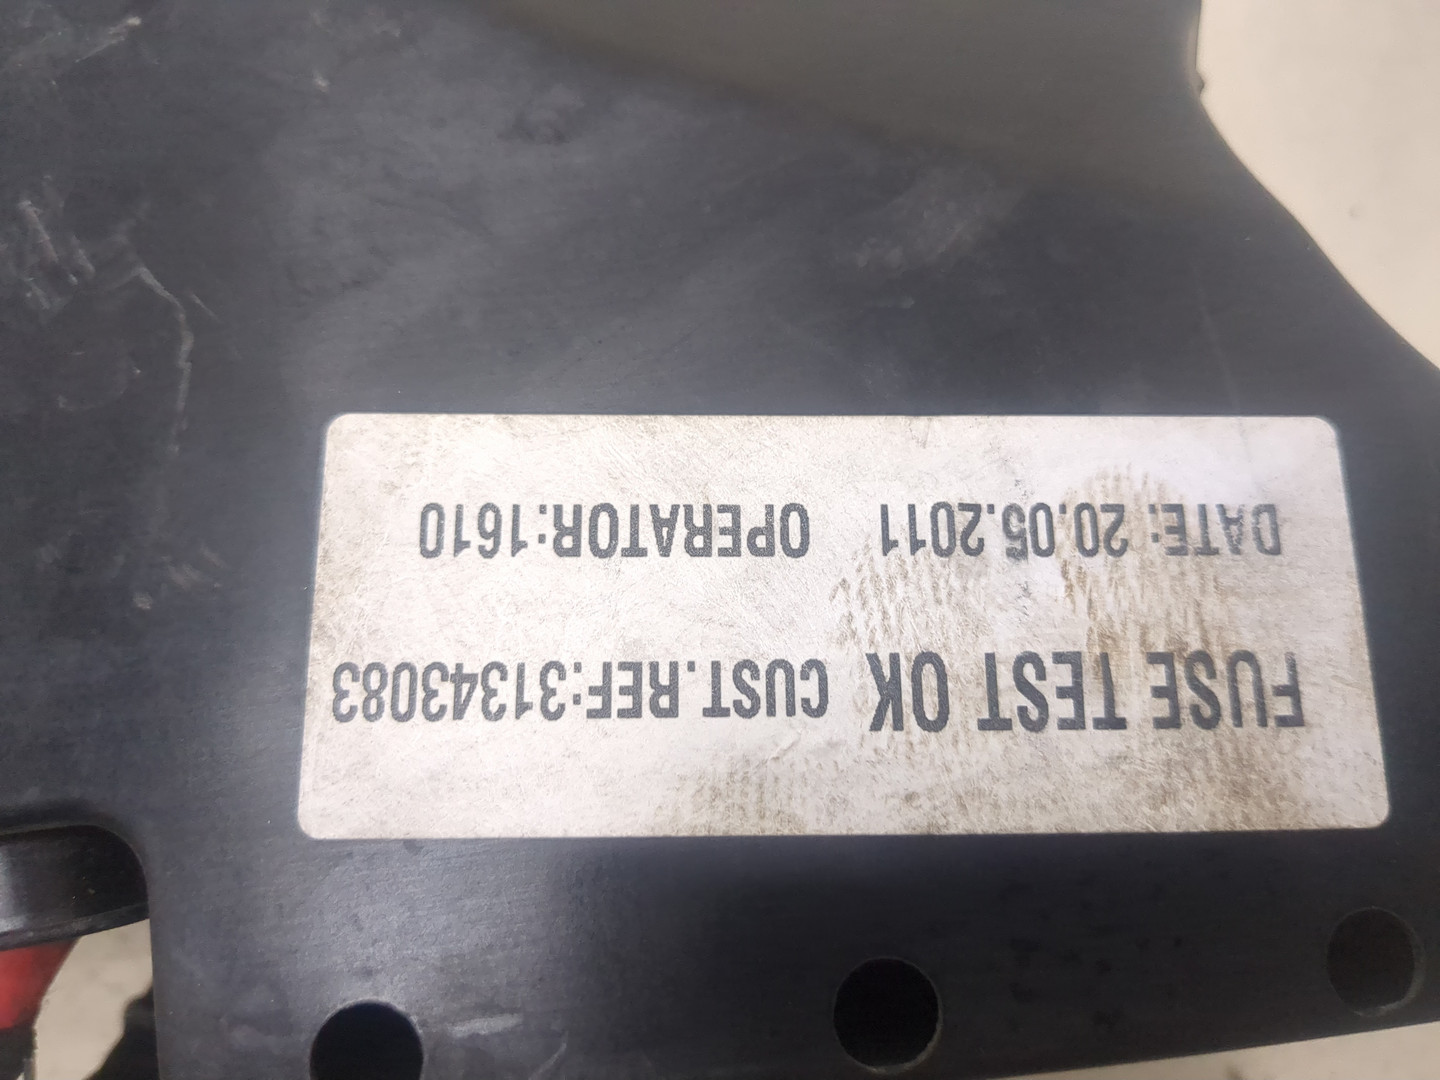 FUSE TEST OK CUST.REF:31343083
DATE: 20.05.2011 OPERATOR:1610